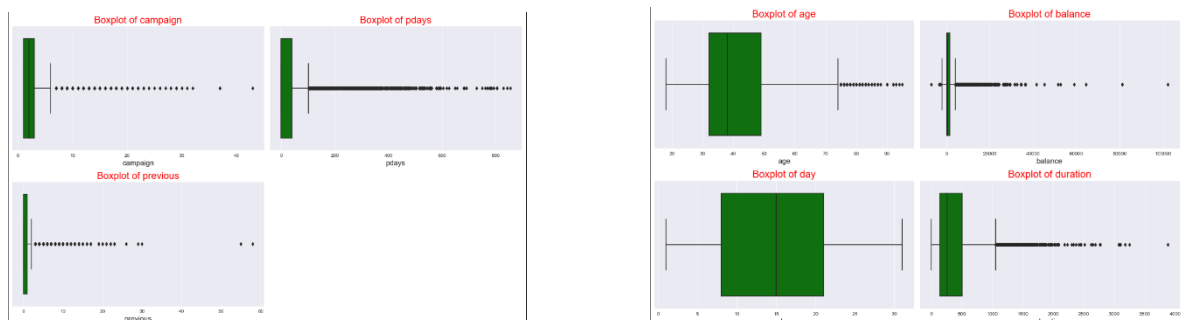 Boxplot of campaign
0 10 20 30 40
campaign
Boxplot of pdays
0 200 400 600 800
pdays
Boxplot of previous
0 10 20 30 40 50 60
previous
Boxplot of age
20 30 40 50 60 70 80 90
age
Boxplot of balance
0 20000 40000 60000 80000 100000
balance
Boxplot of day
0 5 10 15 20 25 30
Boxplot of duration
0 500 1000 1500 2000 2500 3000 3500 4000